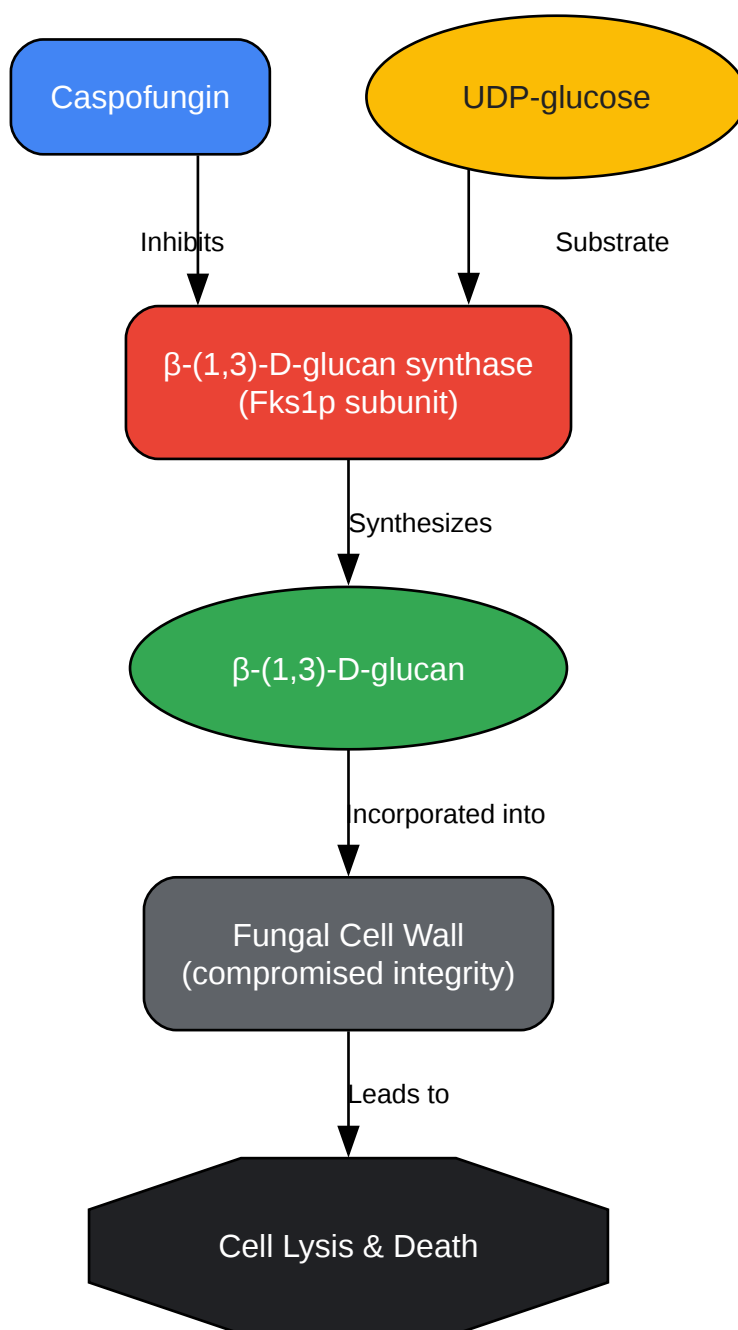 Caspofungin
UDP-glucose
Inhibits
Substrate
β-(1,3)-D-glucan synthase
(Fks1p subunit)
Synthesizes
β-(1,3)-D-glucan
Incorporated into
Fungal Cell Wall
(compromised integrity)
Leads to
Cell Lysis & Death